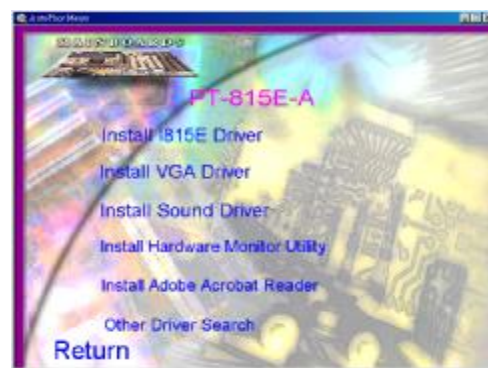 MAINBOARDS
PT-815E-A
Install i815E Driver
Install VGA Driver
Install Sound Driver
Install Hardware Monitor Utility
Install Adobe Acrobat Reader
Other Driver Search
Return